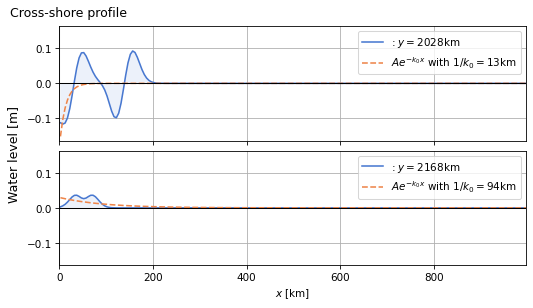 Cross-shore profile
Water level [m]
0.1
0.0
−0.1
: y = 2028km
Ae^{−k₀x} with 1/k₀ = 13km
0.1
0.0
−0.1
: y = 2168km
Ae^{−k₀x} with 1/k₀ = 94km
0 200 400 600 800
x [km]